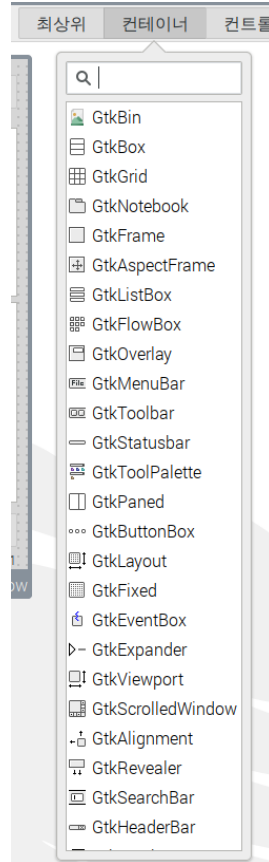 최상위 컨테이너 컨트롤
GtkBin
GtkBox
GtkGrid
GtkNotebook
GtkFrame
GtkAspectFrame
GtkListBox
GtkFlowBox
GtkOverlay
File GtkMenuBar
GtkToolbar
GtkStatusbar
GtkToolPalette
GtkPaned
GtkButtonBox
GtkLayout
GtkFixed
GtkEventBox
GtkExpander
GtkViewport
GtkScrolledWindow
GtkAlignment
GtkRevealer
GtkSearchBar
GtkHeaderBar